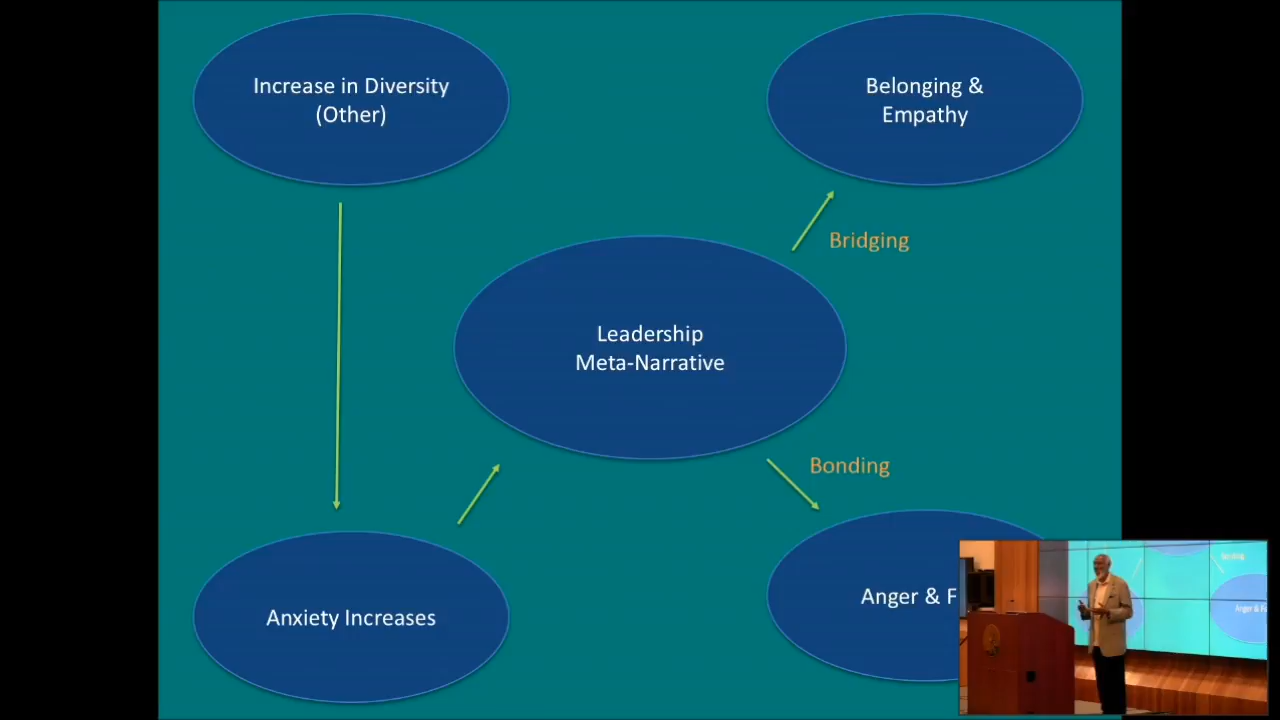 Increase in Diversity
(Other)
Belonging &
Empathy
Bridging
Leadership
Meta-Narrative
Bonding
Anxiety Increases
Anger &